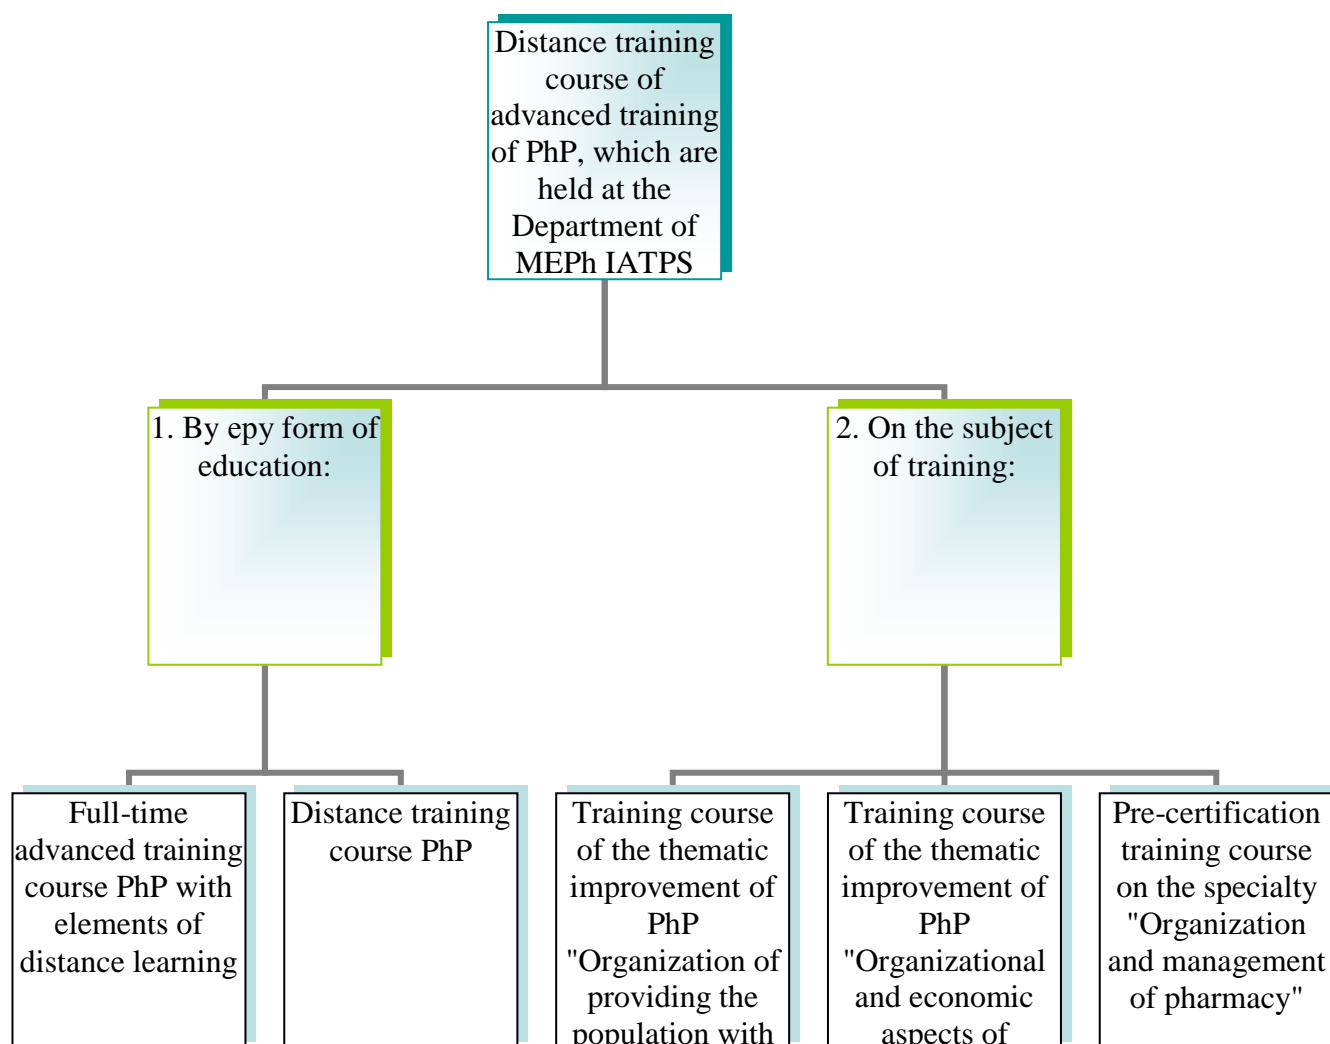 Distance training
course of
advanced training
of PhP, which are
held at the
Department of
MEPh IATPS
1. By epy form of
education:
2. On the subject
of training:
Full-time
advanced training
course PhP with
elements of
distance learning
Distance training
course PhP
Training course
of the thematic
improvement of
PhP
"Organization of
providing the
population with
Training course
of the thematic
improvement of
PhP
"Organizational
and economic
aspects of
Pre-certification
training course
on the specialty
"Organization
and management
of pharmacy"